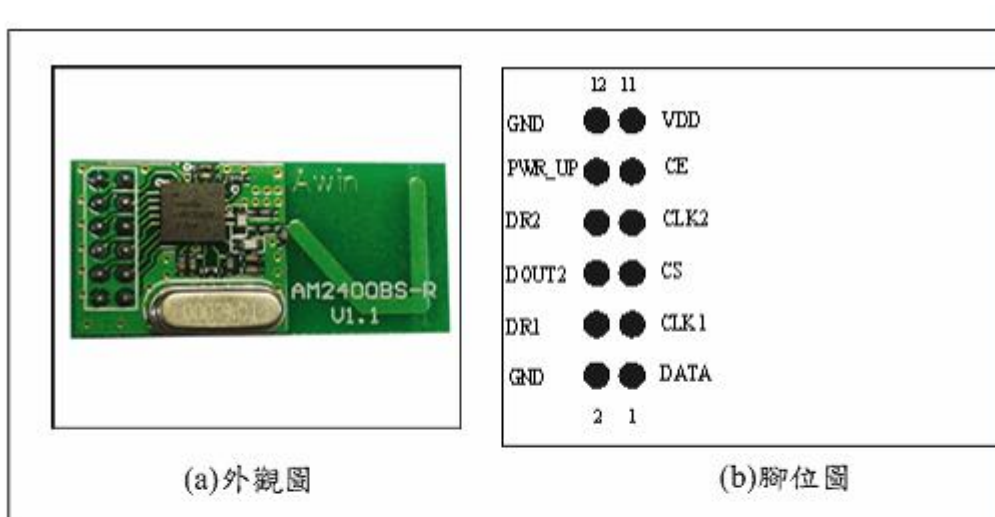 Awin
AM2400BS-R
V1.1
12 11
GND VDD
PWR_UP CE
DR2 CLK2
DOUT2 CS
DR1 CLK1
GND DATA
2 1
(a)外觀圖
(b)腳位圖